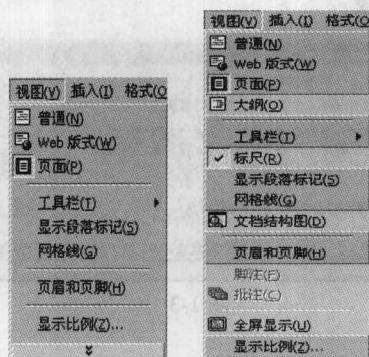 视图(V) 插入(I) 格式(O
普通(N)
Web 版式(W)
页面(P)
工具栏(T)
显示段落标记(S)
网格线(G)
页眉和页脚(H)
显示比例(Z)...
视图(V) 插入(I) 格式(O
普通(N)
Web 版式(W)
页面(P)
大纲(O)
工具栏(T)
标尺(R)
显示段落标记(S)
网格线(G)
文档结构图(D)
页眉和页脚(H)
脚注(F)
批注(C)
全屏显示(U)
显示比例(Z)...